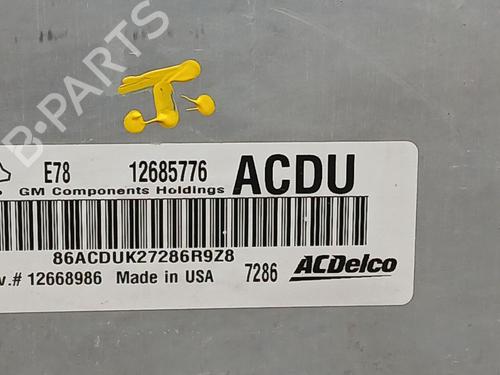 B-PARTS
E78 12685776 ACDU
GM Components Holdings
86ACDUK27286R9Z8
v.# 12668986 Made in USA 7286 ACDelco